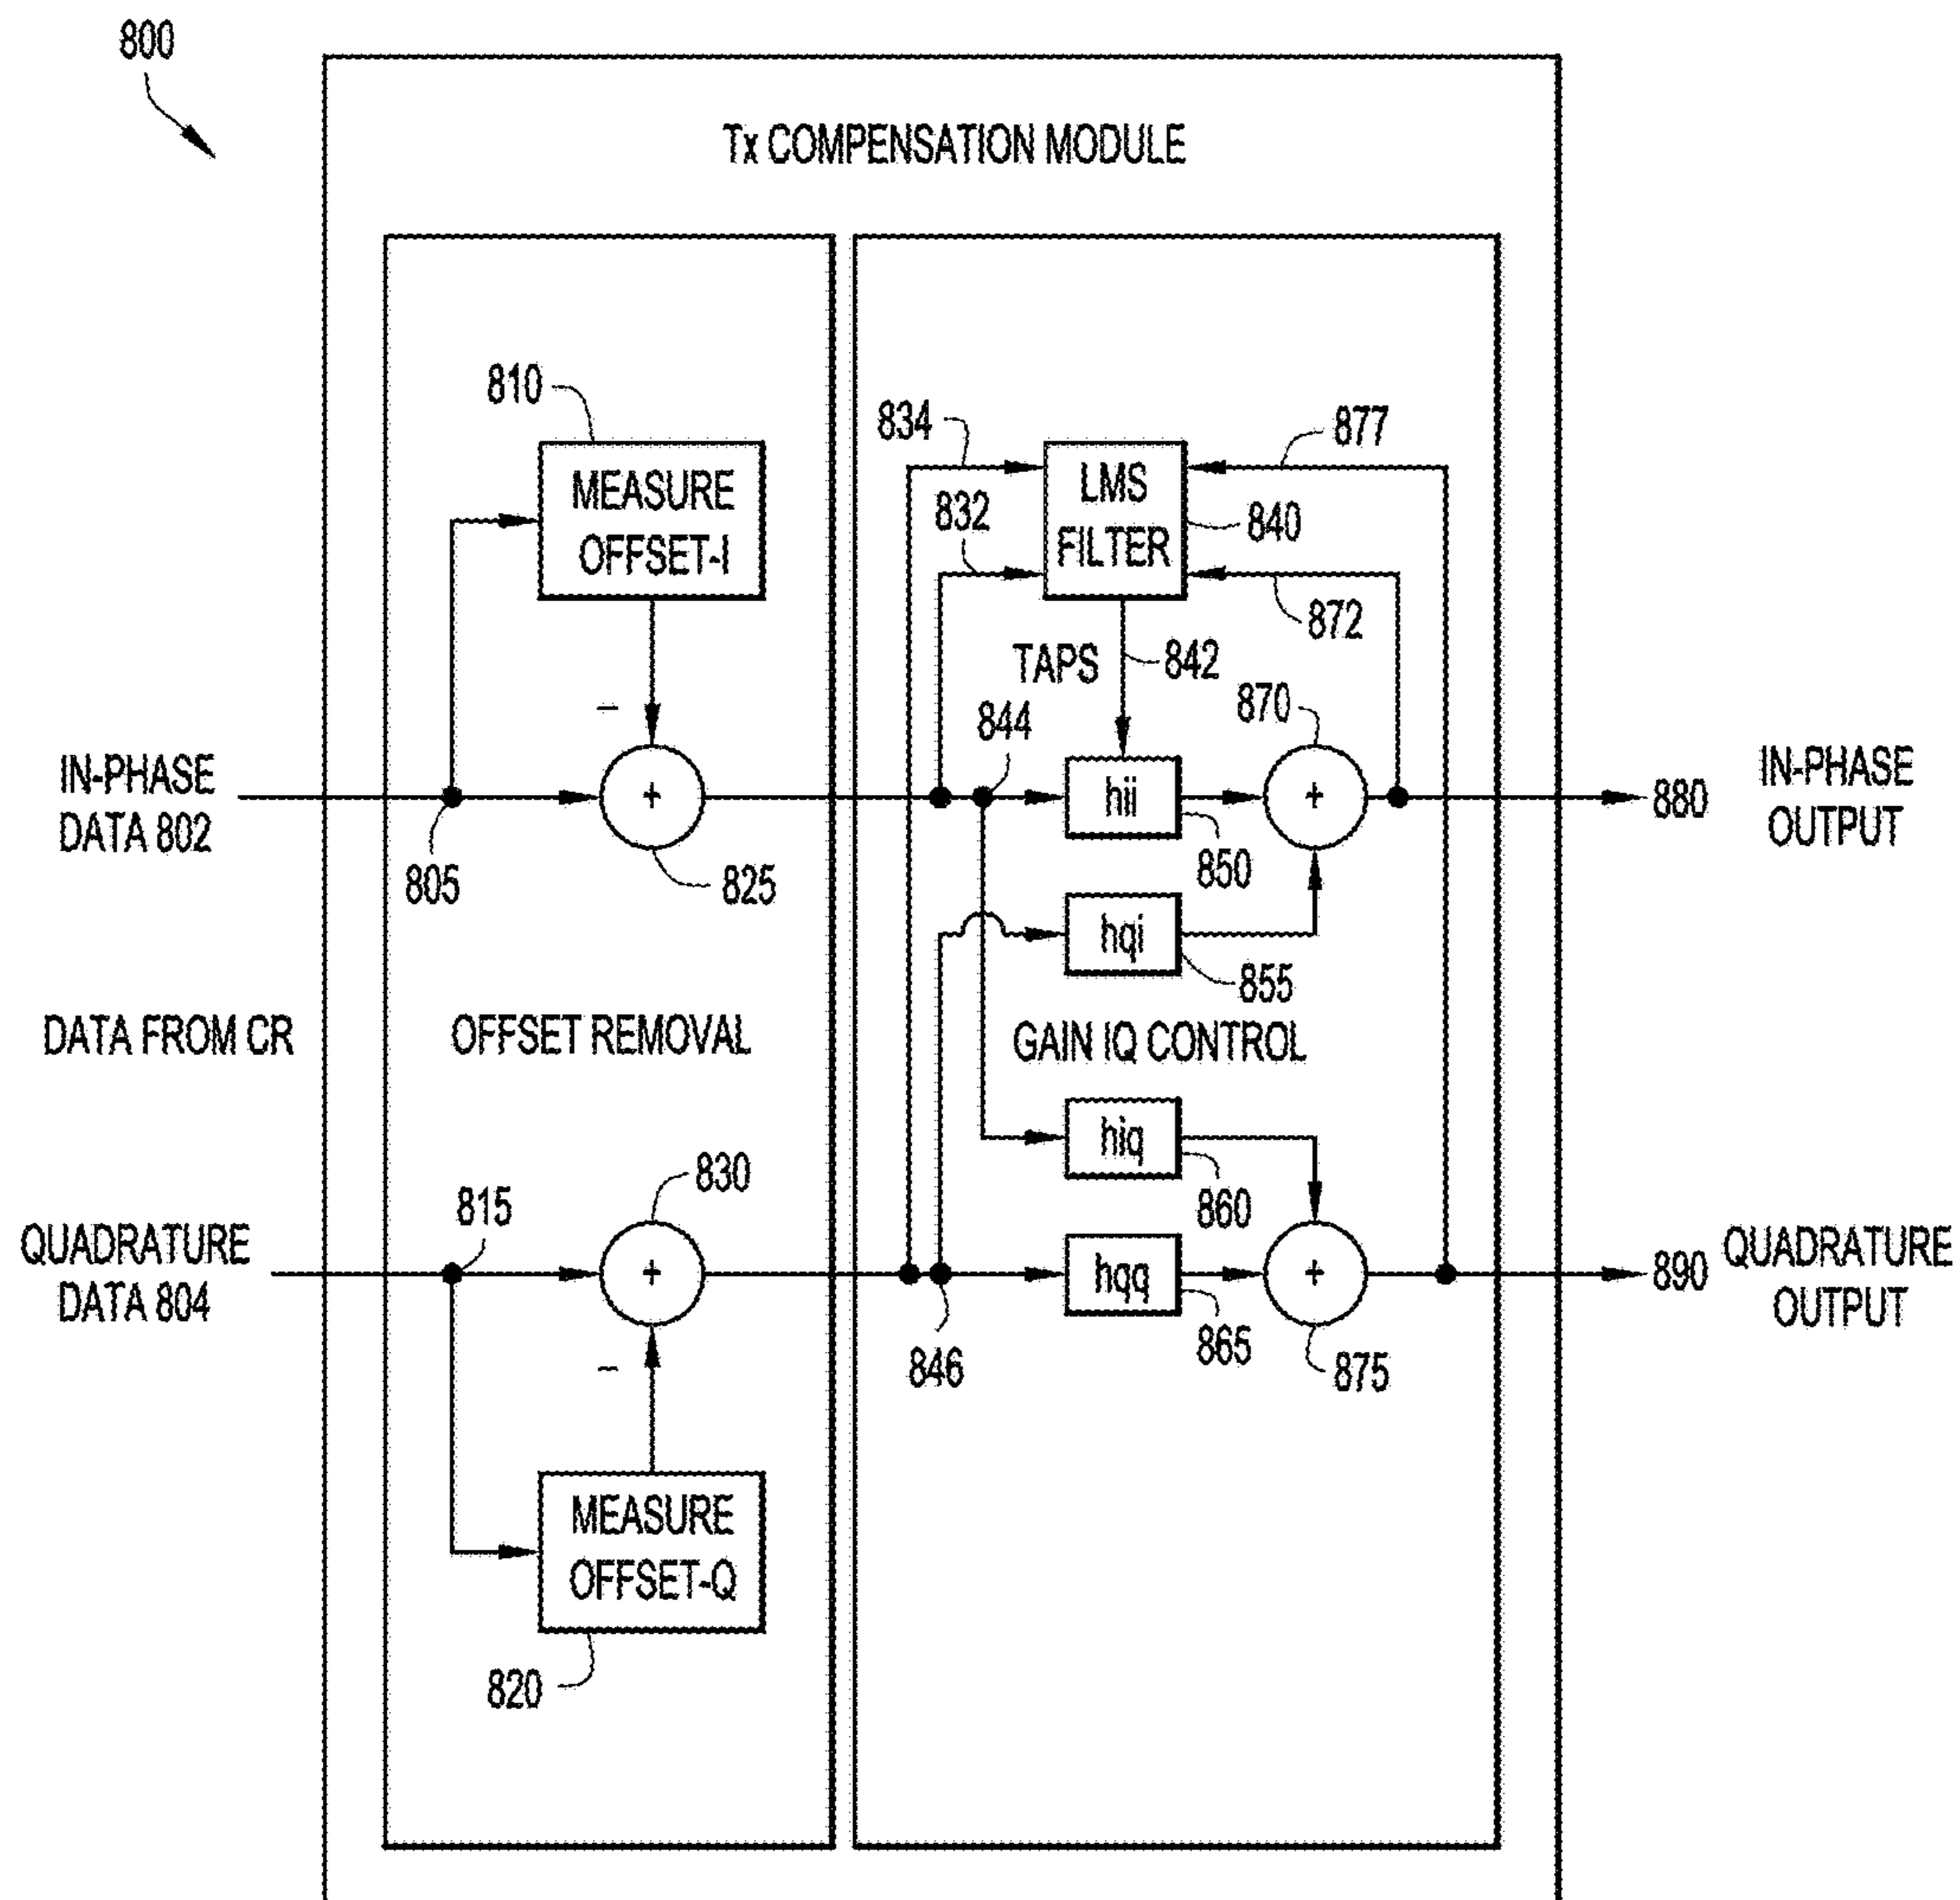 800
Tx COMPENSATION MODULE
810
MEASURE
OFFSET-I
-
+
825
IN-PHASE
DATA 802
805
DATA FROM CR
OFFSET REMOVAL
QUADRATURE
DATA 804
815
830
+
-
MEASURE
OFFSET-Q
820
834
832
LMS
FILTER
840
877
872
TAPS
842
844
hii
850
870
+
hqi
855
GAIN IQ CONTROL
hiq
860
hqq
865
846
+
875
880
IN-PHASE
OUTPUT
890
QUADRATURE
OUTPUT